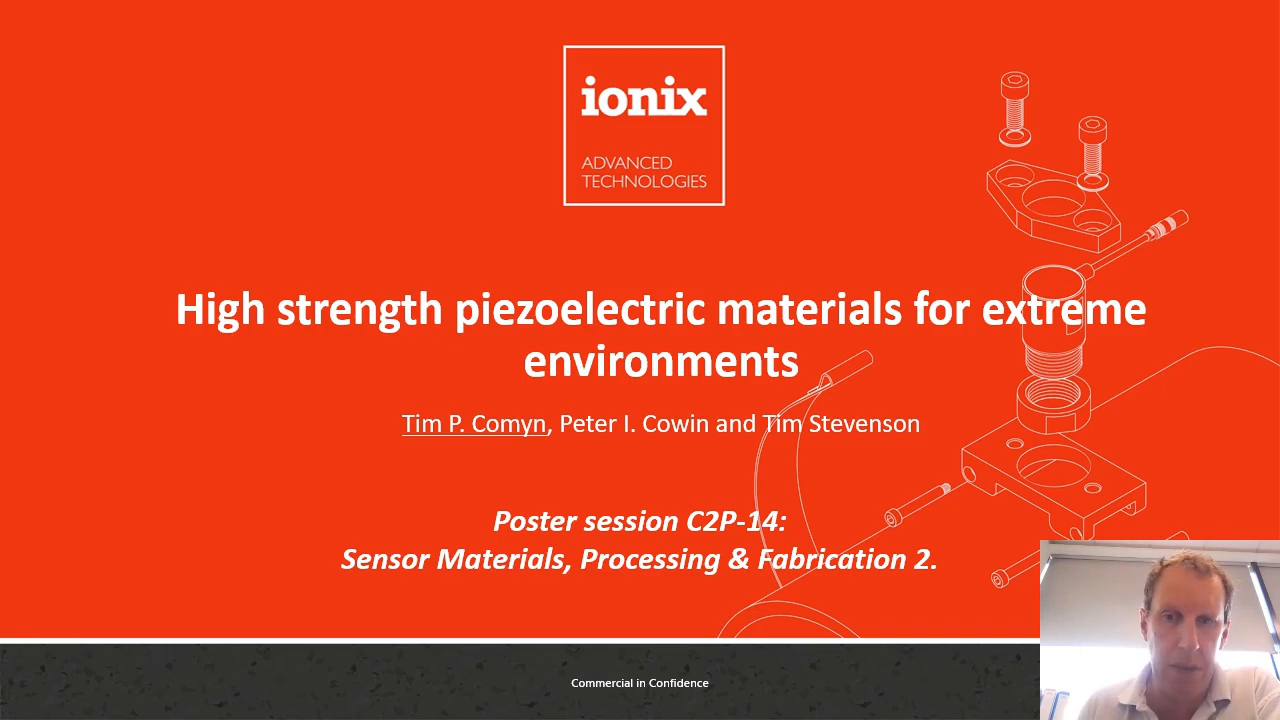 ionix
ADVANCED
TECHNOLOGIES
High strength piezoelectric materials for extreme
environments
Tim P. Comyn, Peter I. Cowin and Tim Stevenson
Poster session C2P-14:
Sensor Materials, Processing & Fabrication 2.
Commercial in Confidence